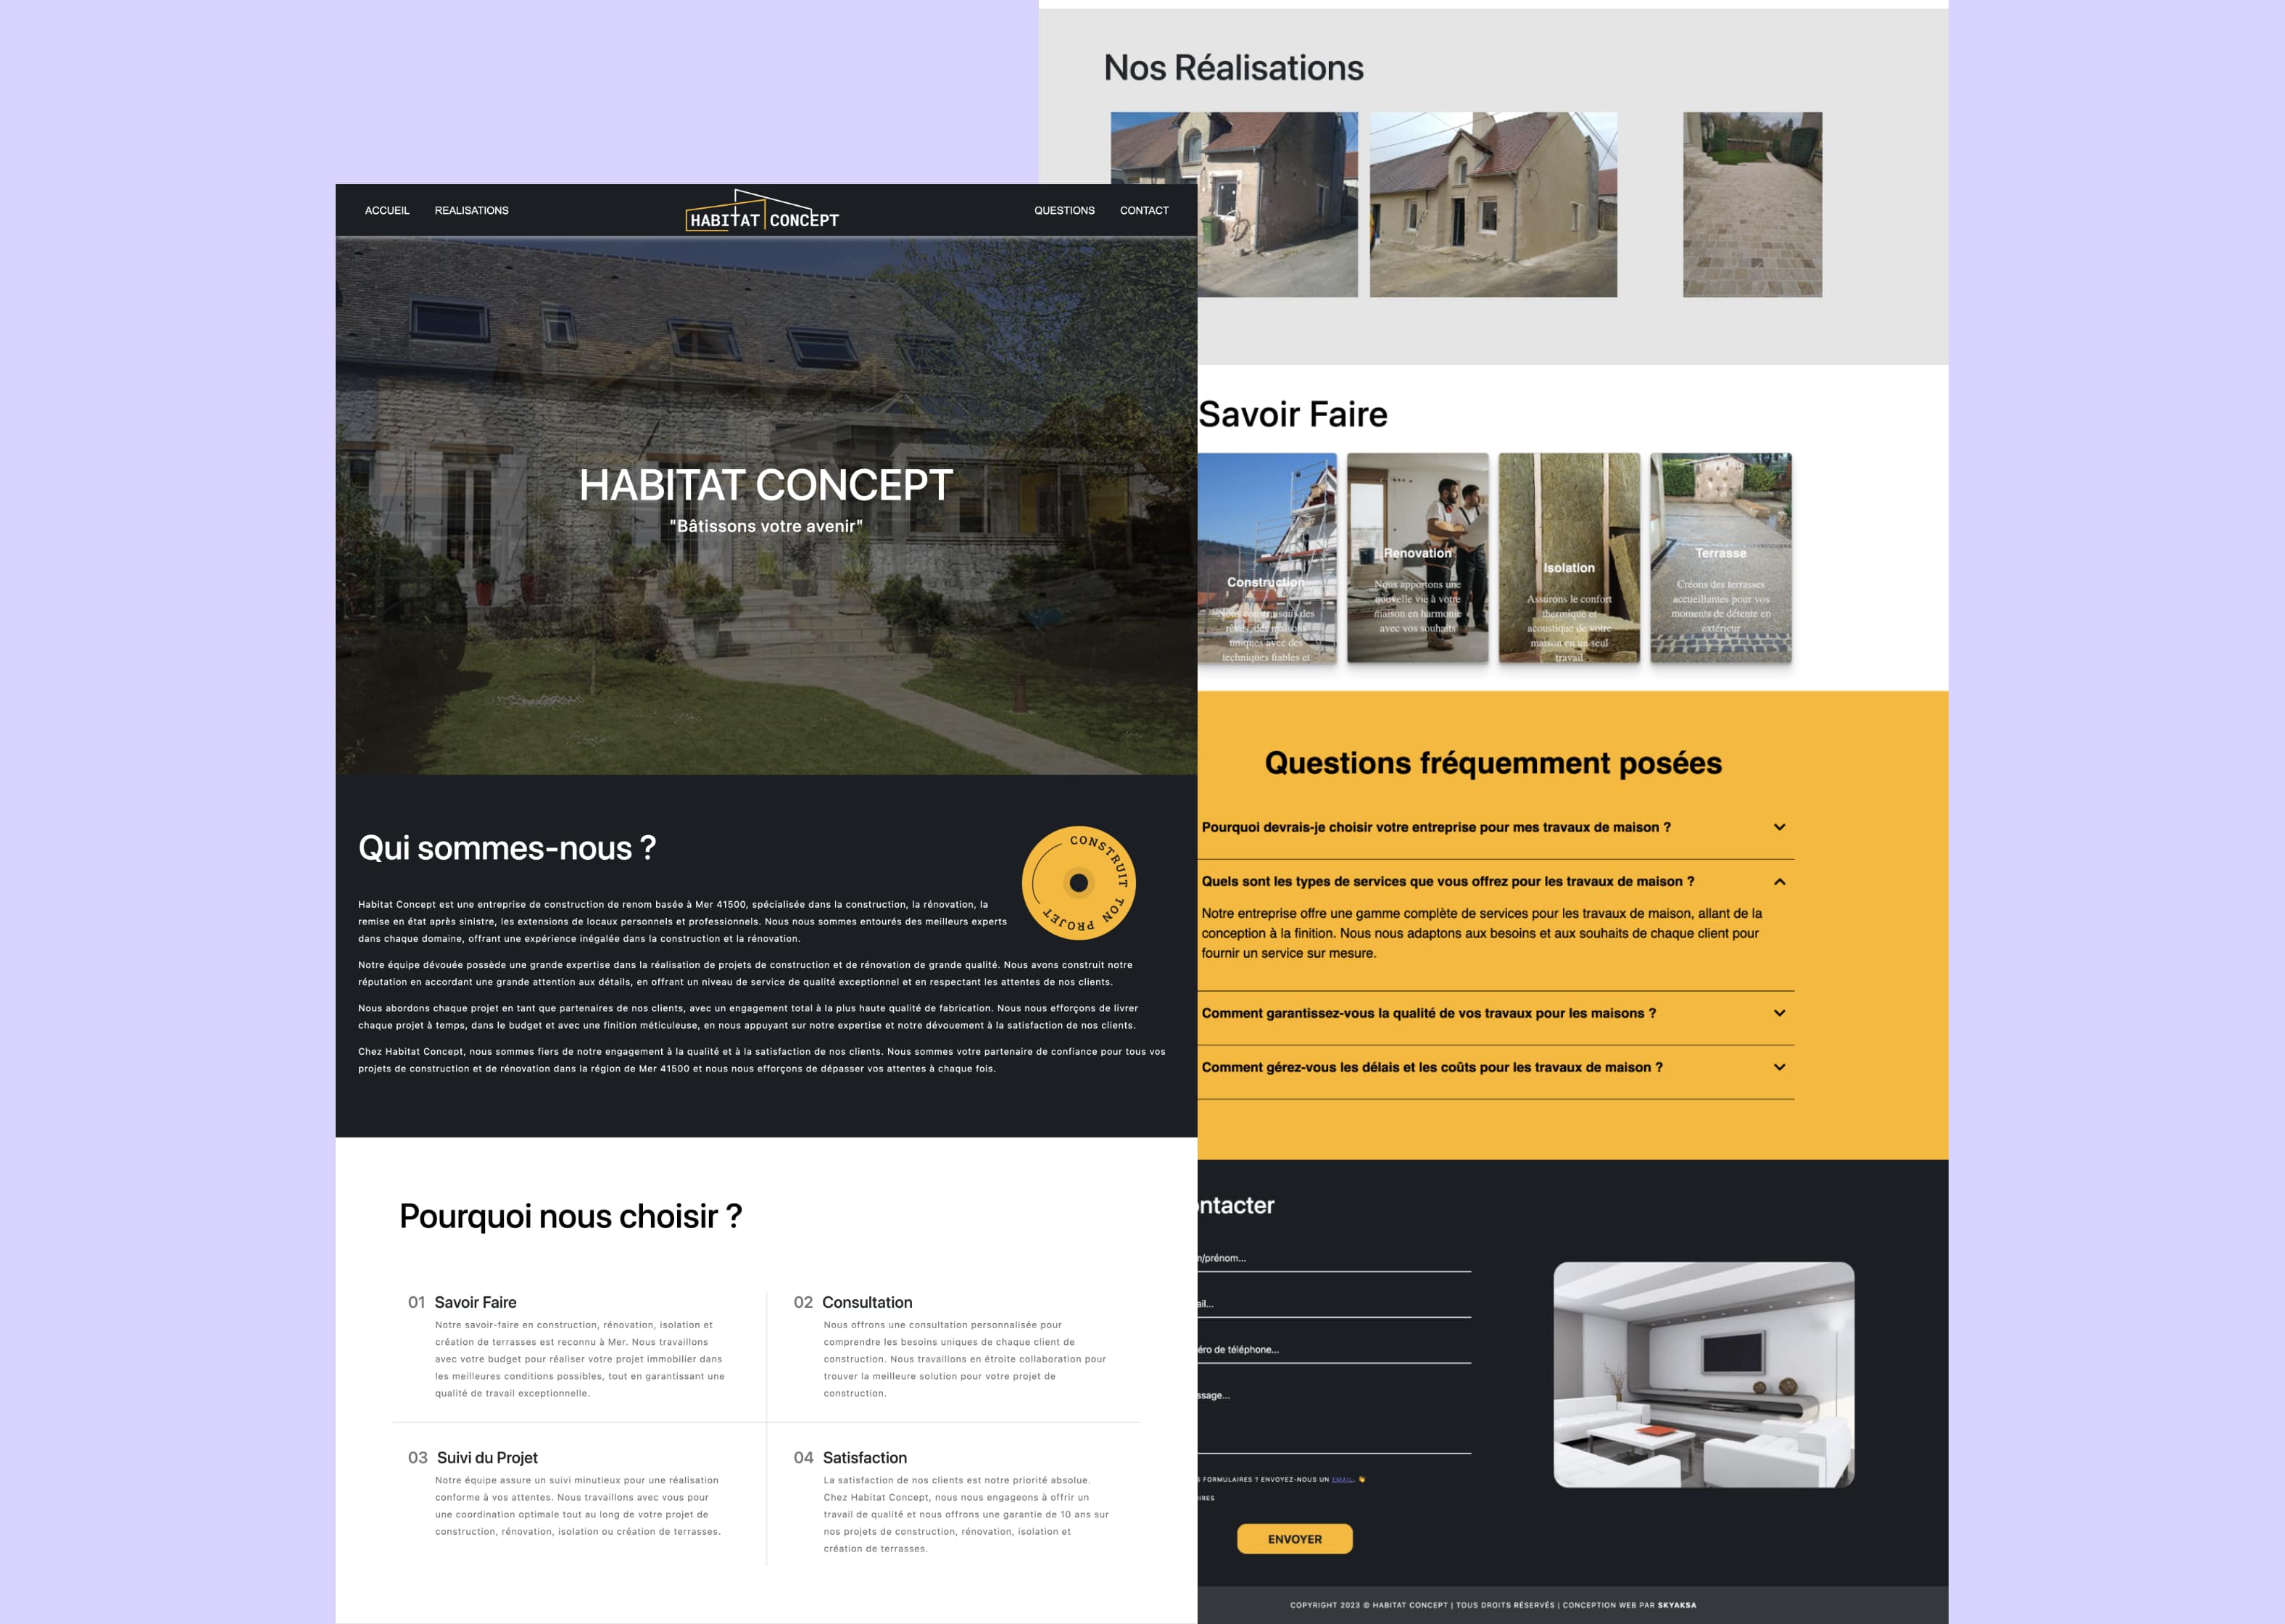 ACCUEIL
REALISATIONS
HABITAT CONCEPT
QUESTIONS
CONTACT
HABITAT CONCEPT
"Bâtissons votre avenir"
Qui sommes-nous ?
CONSTRUIT TON PROJET
Habitat Concept est une entreprise de construction de renom basée à Mer 41500, spécialisée dans la construction, la rénovation, la
remise en état après sinistre, les extensions de locaux personnels et professionnels. Nous nous sommes entourés des meilleurs experts
dans chaque domaine, offrant une expérience inégalée dans la construction et la rénovation.
Notre équipe dévouée possède une grande expertise dans la réalisation de projets de construction et de rénovation de grande qualité. Nous avons construit notre
réputation en accordant une grande attention aux détails, en offrant un niveau de service de qualité exceptionnel et en respectant les attentes de nos clients.
Nous abordons chaque projet en tant que partenaires de nos clients, avec un engagement total à la plus haute qualité de fabrication. Nous nous efforçons de livrer
chaque projet à temps, dans le budget et avec une finition méticuleuse, en nous appuyant sur notre expertise et notre dévouement à la satisfaction de nos clients.
Chez Habitat Concept, nous sommes fiers de notre engagement à la qualité et à la satisfaction de nos clients. Nous sommes votre partenaire de confiance pour tous vos
projets de construction et de rénovation dans la région de Mer 41500 et nous nous efforçons de dépasser vos attentes à chaque fois.
Pourquoi nous choisir ?
01 Savoir Faire
Notre savoir-faire en construction, rénovation, isolation et
création de terrasses est reconnu à Mer. Nous travaillons
avec votre budget pour réaliser votre projet immobilier dans
les meilleures conditions possibles, tout en garantissant une
qualité de travail exceptionnelle.
02 Consultation
Nous offrons une consultation personnalisée pour
comprendre les besoins uniques de chaque client de
construction. Nous travaillons en étroite collaboration pour
trouver la meilleure solution pour votre projet de
construction.
03 Suivi du Projet
Notre équipe assure un suivi minutieux pour une réalisation
conforme à vos attentes. Nous travaillons avec vous pour
une coordination optimale tout au long de votre projet de
construction, rénovation, isolation ou création de terrasses.
04 Satisfaction
La satisfaction de nos clients est notre priorité absolue.
Chez Habitat Concept, nous nous engageons à offrir un
travail de qualité et nous offrons une garantie de 10 ans sur
nos projets de construction, rénovation, isolation et
création de terrasses.
Nos Réalisations
Savoir Faire
Construction
Nous construisons des
rêves, des maisons
uniques avec des
techniques fiables et
Renovation
Nous apportons une
nouvelle vie à votre
maison en harmonie
avec vos souhaits
Isolation
Assurons le confort
thermique et
acoustique de votre
maison en un seul
travail
Terrasse
Créons des terrasses
accueillantes pour vos
moments de détente en
extérieur
Questions fréquemment posées
Pourquoi devrais-je choisir votre entreprise pour mes travaux de maison ?
Quels sont les types de services que vous offrez pour les travaux de maison ?
Notre entreprise offre une gamme complète de services pour les travaux de maison, allant de la
conception à la finition. Nous nous adaptons aux besoins et aux souhaits de chaque client pour
fournir un service sur mesure.
Comment garantissez-vous la qualité de vos travaux pour les maisons ?
Comment gérez-vous les délais et les coûts pour les travaux de maison ?
ntacter
n/prénom...
ail...
éro de téléphone...
ssage...
S FORMULAIRES ? ENVOYEZ-NOUS UN EMAIL. 👋
IRES
ENVOYER
COPYRIGHT 2023 © HABITAT CONCEPT | TOUS DROITS RÉSERVÉS | CONCEPTION WEB PAR SKYAKSA